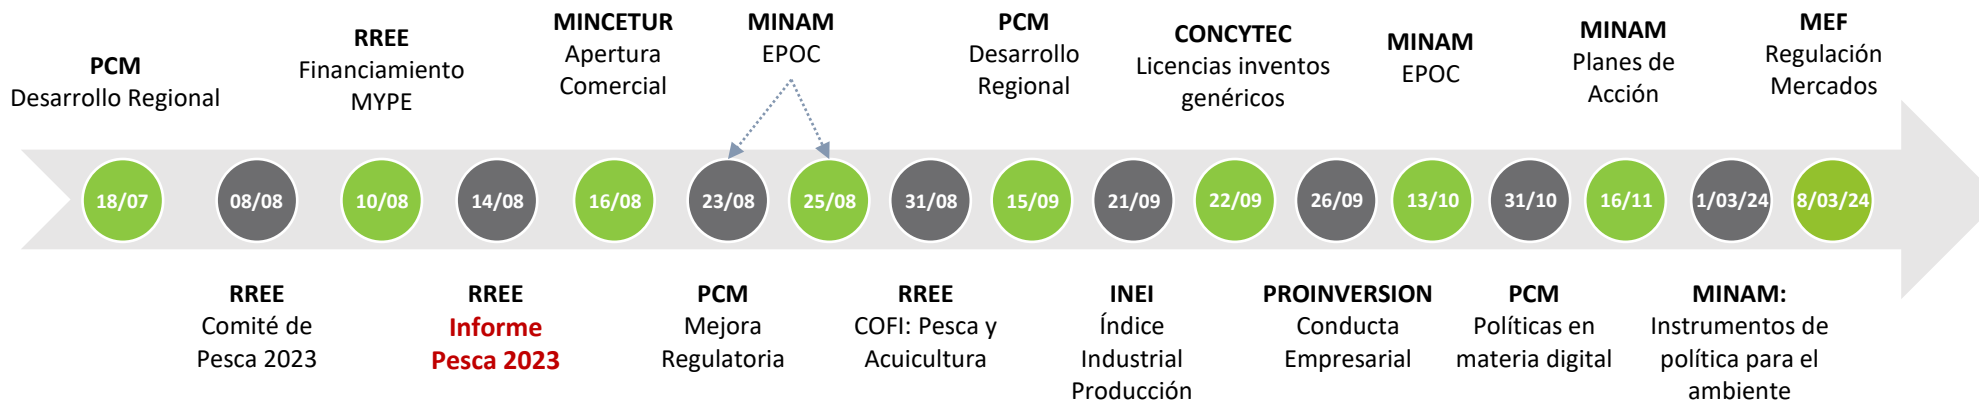 PCM
Desarrollo Regional
RREE
Financiamiento
MYPE
MINCETUR
Apertura
Comercial
MINAM
EPOC
PCM
Desarrollo
Regional
CONCYTEC
Licencias inventos
genéricos
MINAM
EPOC
MINAM
Planes de
Acción
MEF
Regulación
Mercados
18/07
08/08
10/08
14/08
16/08
23/08
25/08
31/08
15/09
21/09
22/09
26/09
13/10
31/10
16/11
1/03/24
8/03/24
RREE
Comité de
Pesca 2023
RREE
Informe
Pesca 2023
PCM
Mejora
Regulatoria
RREE
COFI: Pesca y
Acuicultura
INEI
Índice
Industrial
Producción
PROINVERSION
Conducta
Empresarial
PCM
Políticas en
materia digital
MINAM:
Instrumentos de
política para el
ambiente